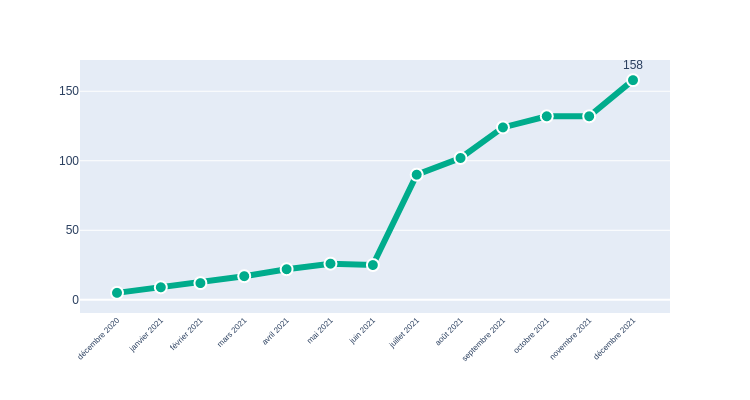 158
150
100
50
0
décembre 2020
janvier 2021
février 2021
mars 2021
avril 2021
mai 2021
juin 2021
juillet 2021
août 2021
septembre 2021
octobre 2021
novembre 2021
décembre 2021